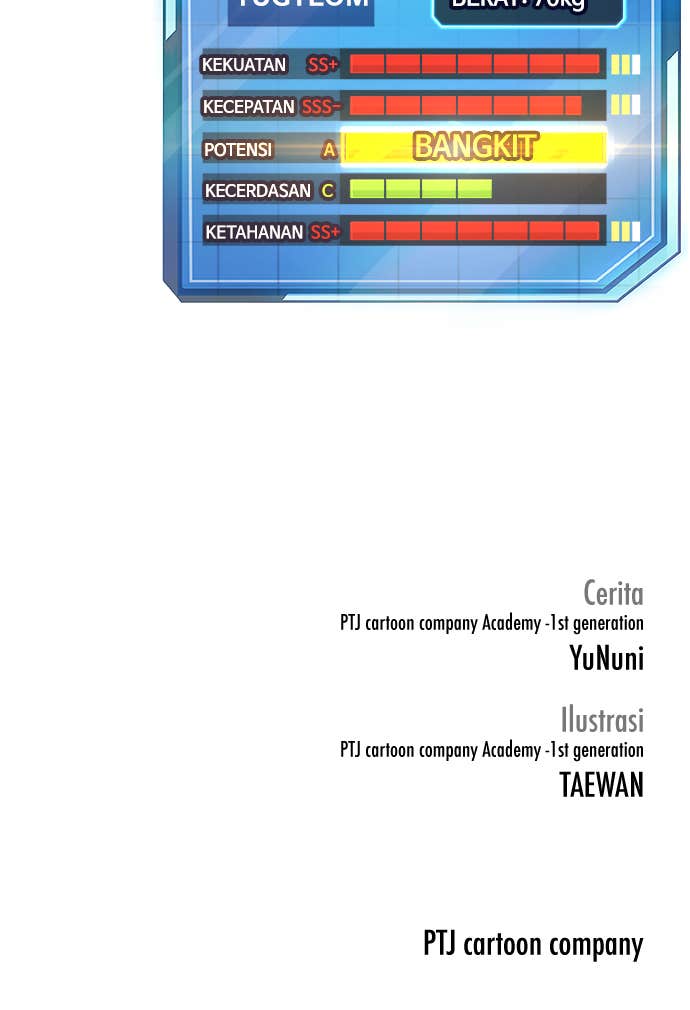 YUGYEOM
BERAT: 70kg
KEKUATAN SS+
KECEPATAN SSS-
POTENSI A BANGKIT
KECERDASAN C
KETAHANAN SS+
Cerita
PTJ cartoon company Academy -1st generation
YuNuni
Ilustrasi
PTJ cartoon company Academy -1st generation
TAEWAN
PTJ cartoon company